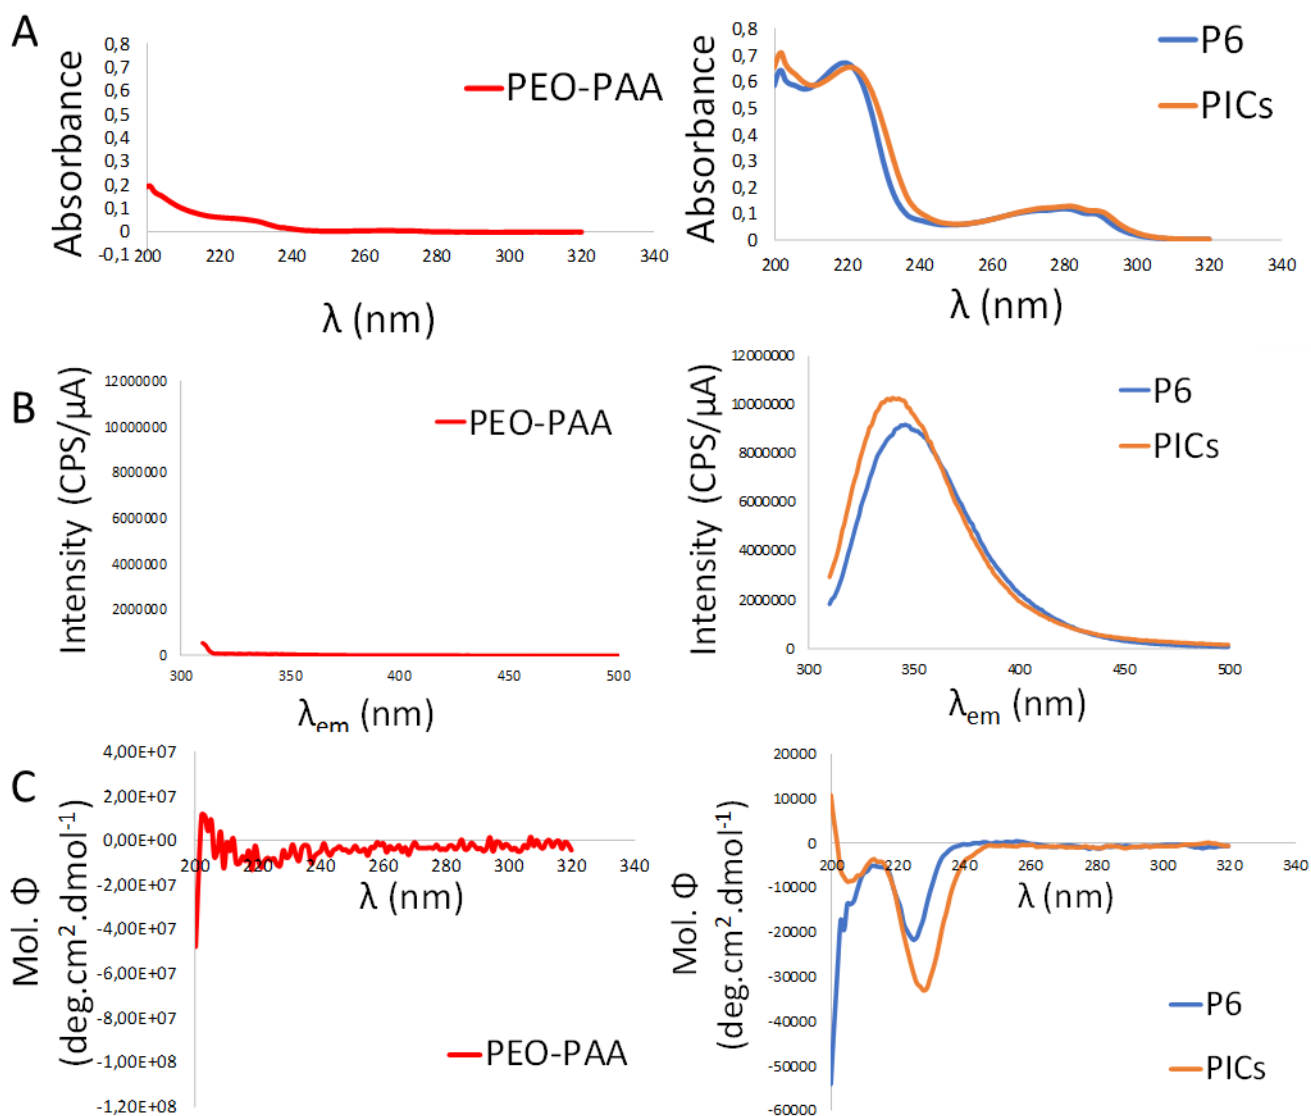 A
Absorbance
0,8
0,7
0,6
0,5
0,4
0,3
0,2
0,1
0
-0,1
200 220 240 260 280 300 320 340
λ (nm)
PEO-PAA
Absorbance
0,8
0,7
0,6
0,5
0,4
0,3
0,2
0,1
0
200 220 240 260 280 300 320 340
λ (nm)
P6
PICs
B
Intensity (CPS/µA)
12000000
10000000
8000000
6000000
4000000
2000000
0
300 350 400 450 500
λem (nm)
PEO-PAA
Intensity (CPS/µA)
12000000
10000000
8000000
6000000
4000000
2000000
0
300 350 400 450 500
λem (nm)
P6
PICs
C
Mol. Φ
(deg.cm².dmol⁻¹)
4,00E+07
2,00E+07
0,00E+00
-2,00E+07
-4,00E+07
-6,00E+07
-8,00E+07
-1,00E+08
-1,20E+08
200 220 240 260 280 300 320 340
λ (nm)
PEO-PAA
Mol. Φ
(deg.cm².dmol⁻¹)
20000
10000
0
-10000
-20000
-30000
-40000
-50000
-60000
200 220 240 260 280 300 320 340
λ (nm)
P6
PICs